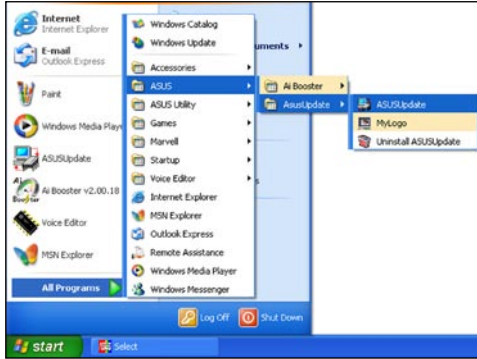 Internet
Internet Explorer
E-mail
Outlook Express
Paint
Windows Media Play
ASUSUpdate
Ai Booster v2.00.18
Voice Editor
MSN Explorer
All Programs
Windows Catalog
Windows Update
Accessories
ASUS
ASUS Utility
Games
Marvell
Startup
Voice Editor
Internet Explorer
MSN Explorer
Outlook Express
Remote Assistance
Windows Media Player
Windows Messenger
uments
s
Ai Booster
AsusUpdate
ASUSUpdate
MyLogo
Uninstall ASUSUpdate
Log Off
Shut Down
start
Select